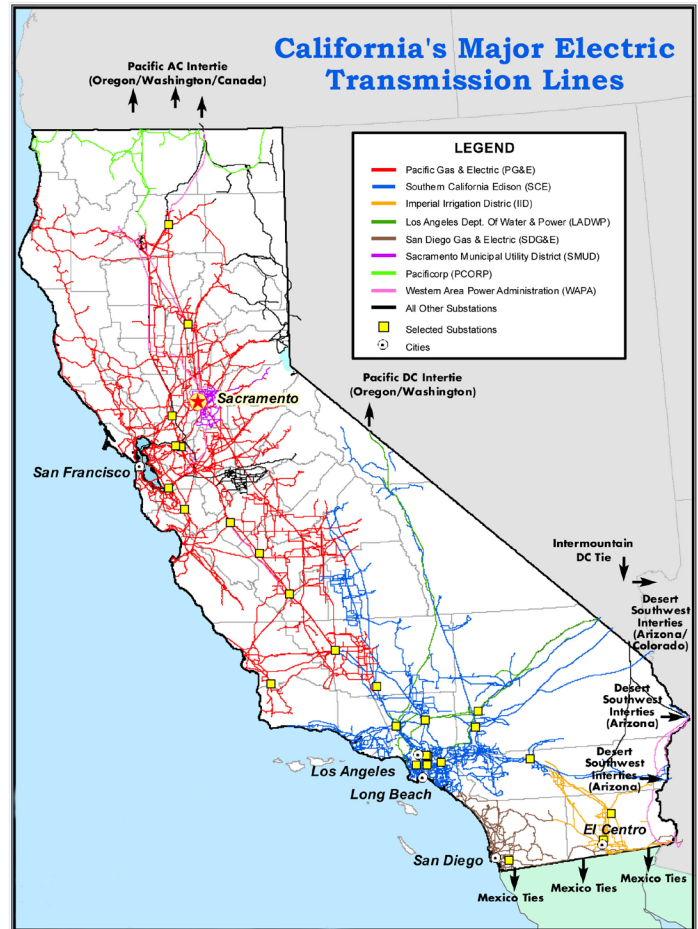 California's Major Electric
Transmission Lines
Pacific AC Intertie
(Oregon/Washington/Canada)
LEGEND
Pacific Gas & Electric (PG&E)
Southern California Edison (SCE)
Imperial Irrigation Distric (IID)
Los Angeles Dept. Of Water & Power (LADWP)
San Diego Gas & Electric (SDG&E)
Sacramento Municipal Utility District (SMUD)
Pacificorp (PCORP)
Western Area Power Administration (WAPA)
All Other Substations
Selected Substations
Cities
Pacific DC Intertie
(Oregon/Washington)
Sacramento
San Francisco
Intermountain
DC Tie
Desert
Southwest
Interties
(Arizona/
Colorado)
Desert
Southwest
Interties
(Arizona)
Desert
Southwest
Interties
(Arizona)
Los Angeles
Long Beach
El Centro
San Diego
Mexico Ties
Mexico Ties
Mexico Ties